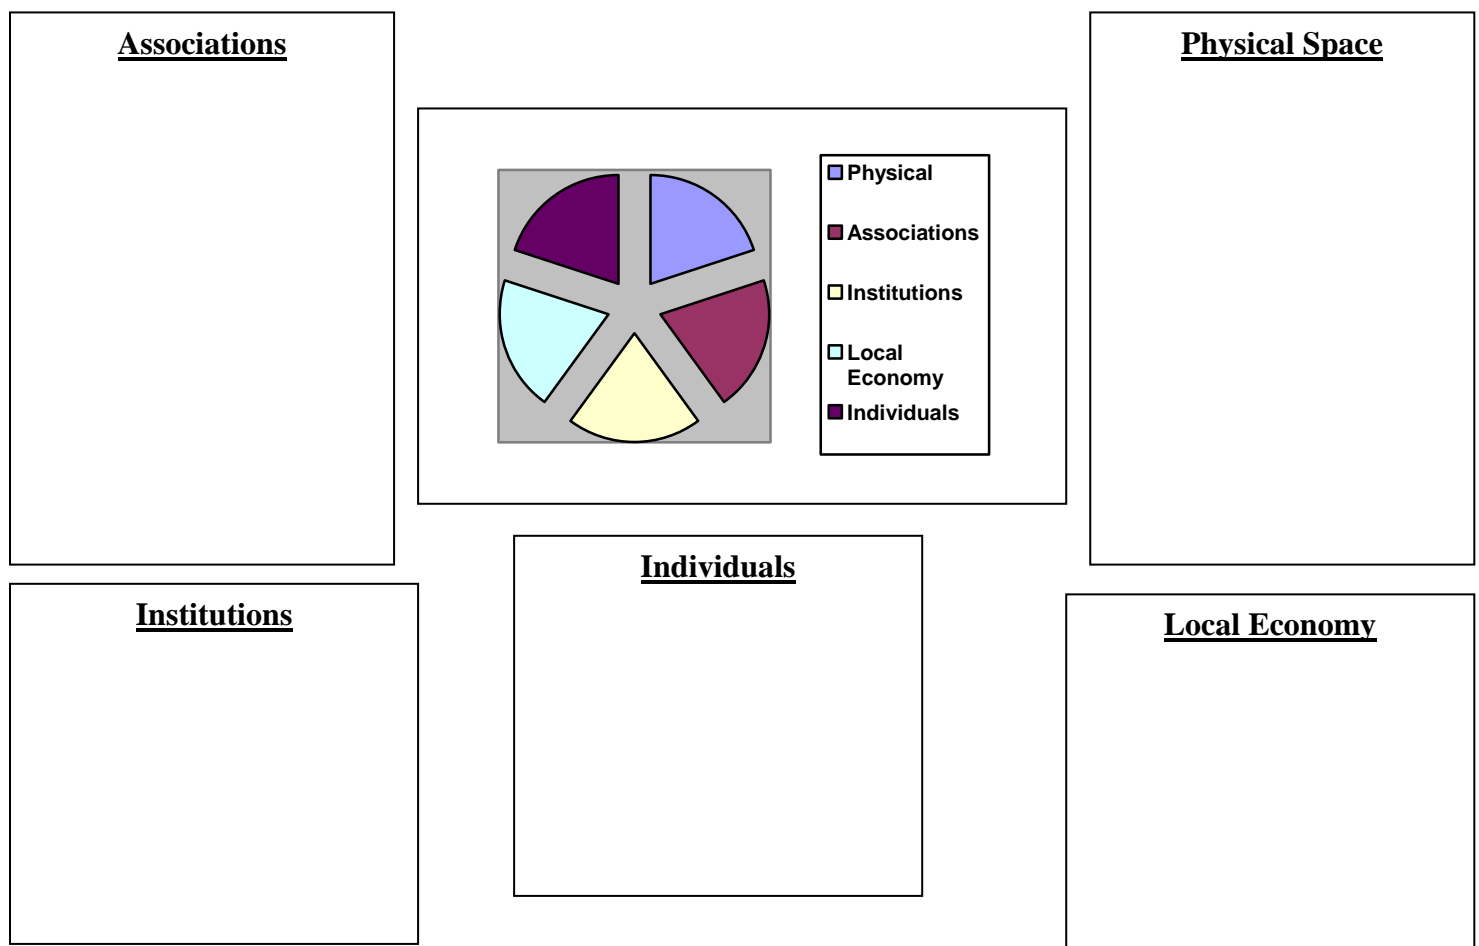 Associations
Physical Space
Physical
Associations
Institutions
Local
Economy
Individuals
Individuals
Institutions
Local Economy